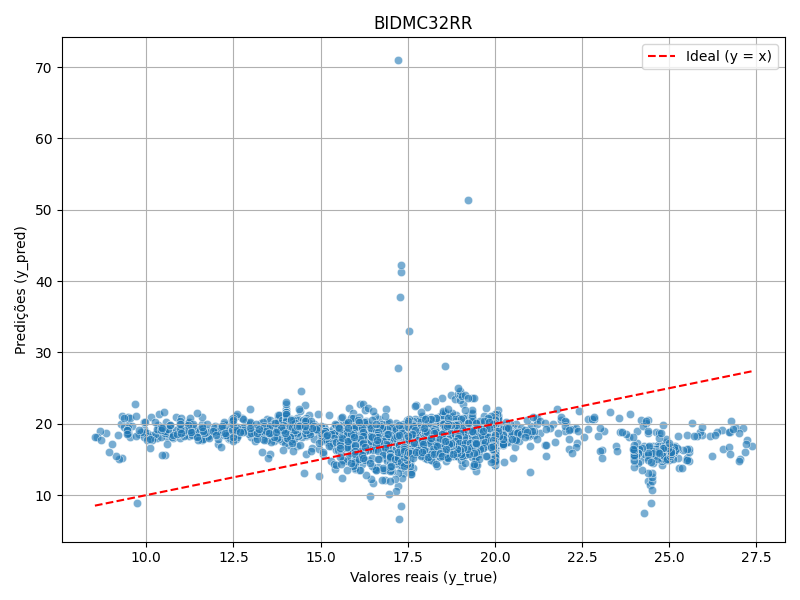 BIDMC32RR
Ideal (y = x)
70
60
50
40
30
20
10
Predições (y_pred)
10.0 12.5 15.0 17.5 20.0 22.5 25.0 27.5
Valores reais (y_true)